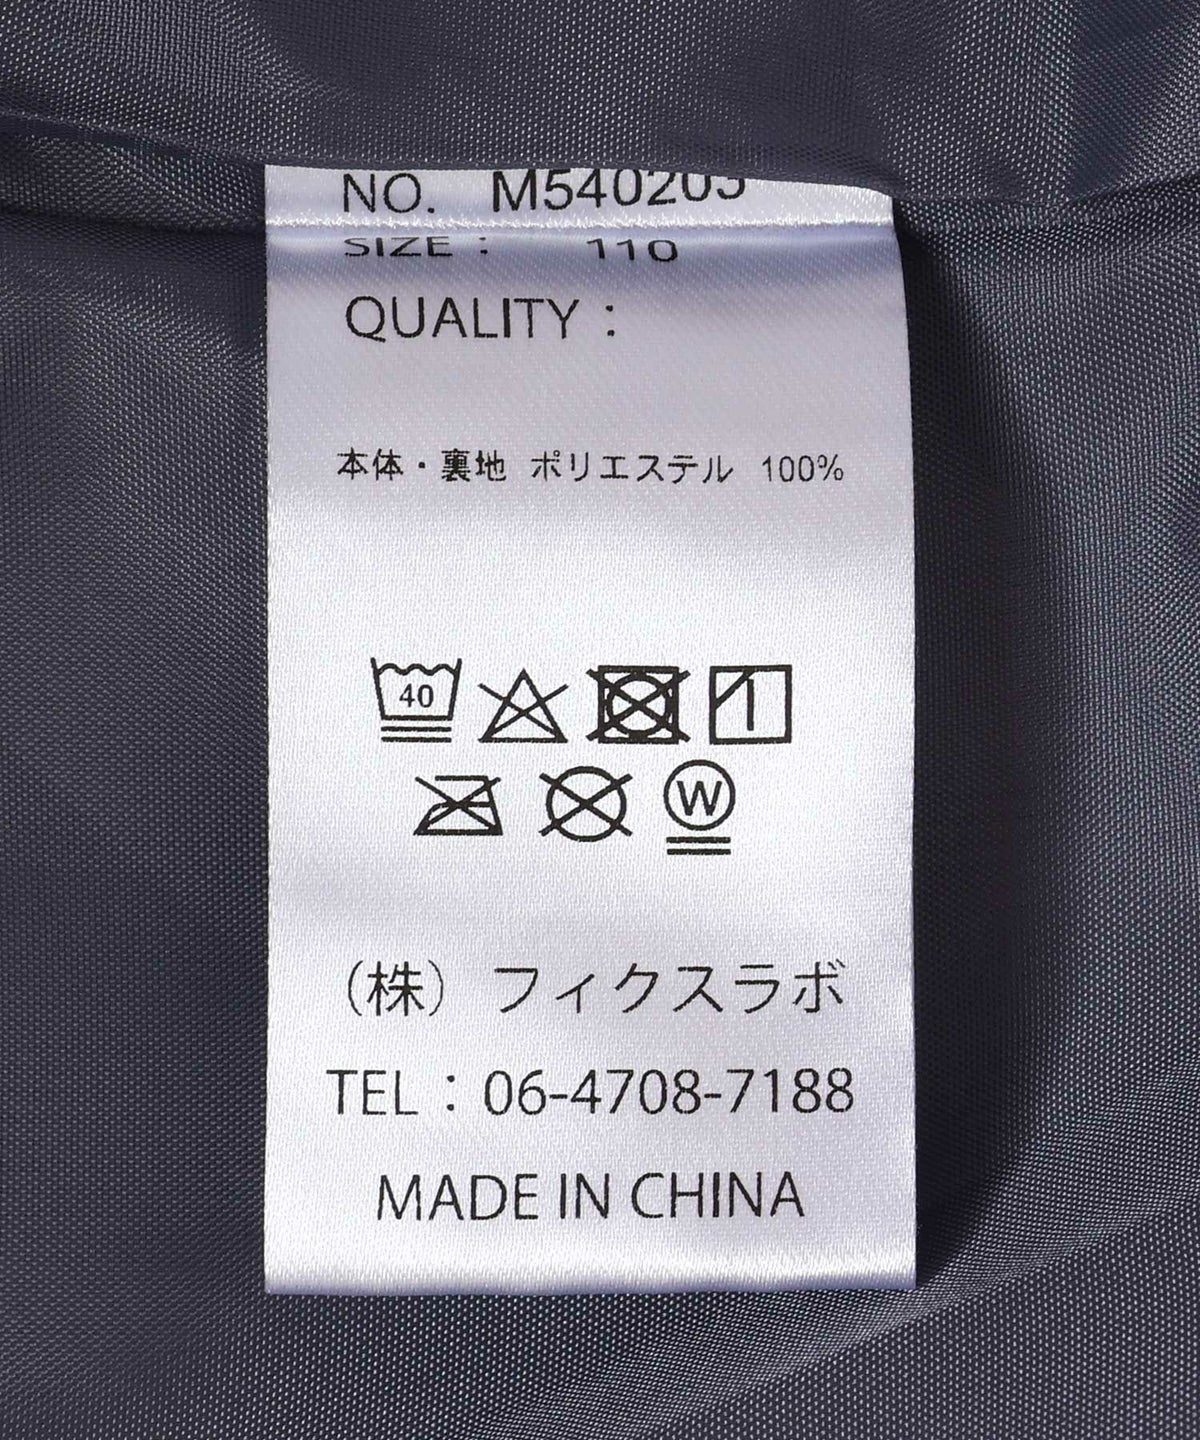 NO. M540205
SIZE : 110
QUALITY :
本体・裏地 ポリエステル 100%
40
W
(株) フィクスラボ
TEL : 06-4708-7188
MADE IN CHINA